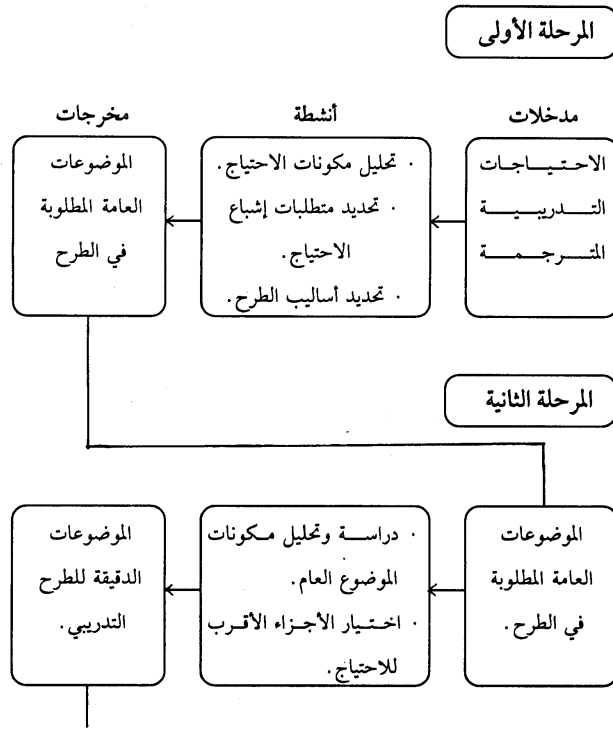 المرحلة الأولى
مدخلات
أنشطة
مخرجات
الاحتياجات
التدريبية
المترجمة
· تحليل مكونات الاحتياج.
· تحديد متطلبات إشباع
الاحتياج.
· تحديد أساليب الطرح.
الموضوعات
العامة المطلوبة
في الطرح
المرحلة الثانية
الموضوعات
العامة المطلوبة
في الطرح.
· دراسة وتحليل مكونات
الموضوع العام.
· اختيار الأجزاء الأقرب
للاحتياج.
الموضوعات
الدقيقة للطرح
التدريبي.